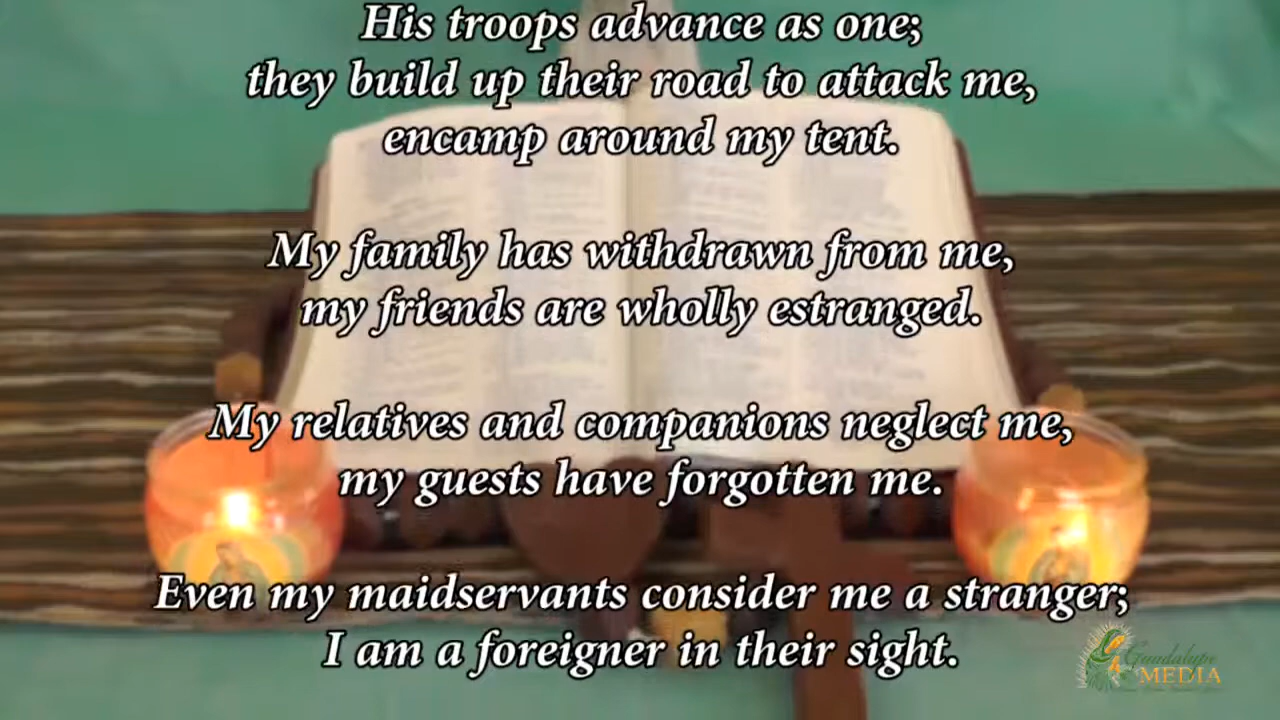 His troops advance as one;
they build up their road to attack me,
encamp around my tent.
My family has withdrawn from me,
my friends are wholly estranged.
My relatives and companions neglect me,
my guests have forgotten me.
Even my maidservants consider me a stranger;
I am a foreigner in their sight.
Guadalupe
MEDIA